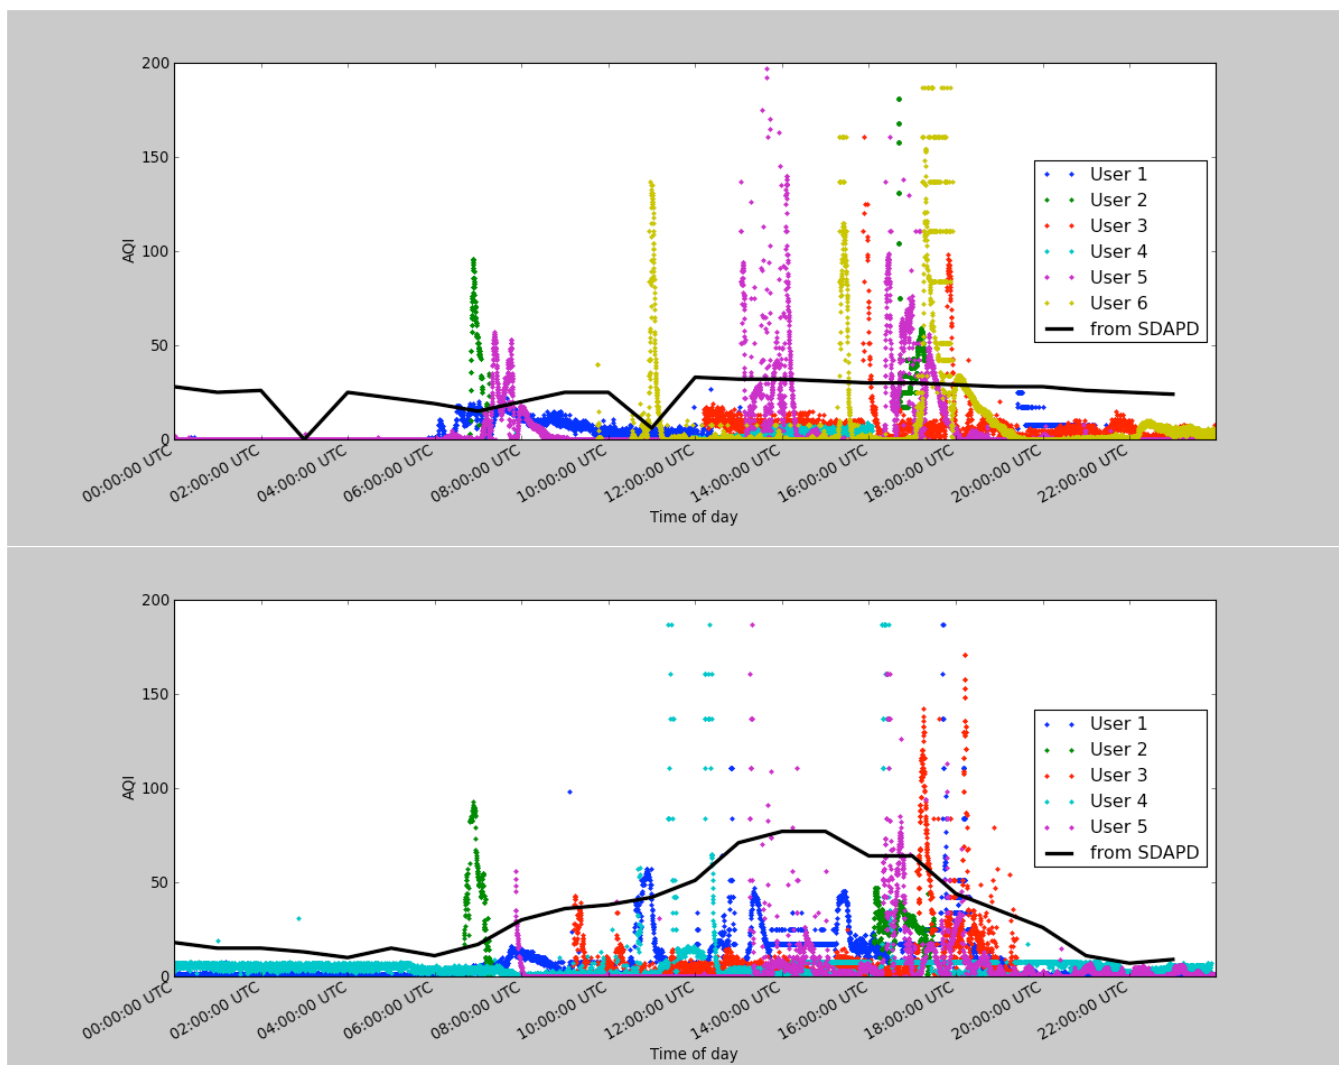 200
150
100
50
0
AQI
User 1
User 2
User 3
User 4
User 5
User 6
from SDAPD
00:00:00 UTC
02:00:00 UTC
04:00:00 UTC
06:00:00 UTC
08:00:00 UTC
10:00:00 UTC
12:00:00 UTC
14:00:00 UTC
16:00:00 UTC
18:00:00 UTC
20:00:00 UTC
22:00:00 UTC
Time of day
200
150
100
50
0
AQI
User 1
User 2
User 3
User 4
User 5
from SDAPD
00:00:00 UTC
02:00:00 UTC
04:00:00 UTC
06:00:00 UTC
08:00:00 UTC
10:00:00 UTC
12:00:00 UTC
14:00:00 UTC
16:00:00 UTC
18:00:00 UTC
20:00:00 UTC
22:00:00 UTC
Time of day